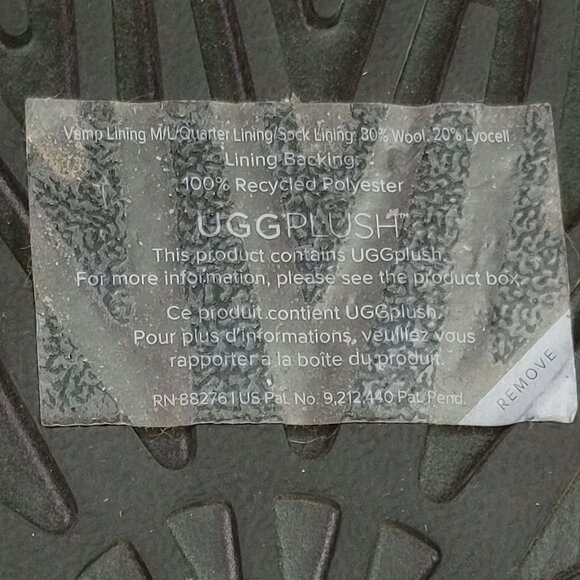 Vamp Lining M/L/Quarter Lining/Sock Lining: 80% Wool, 20% Lyocell
Lining Backing:
100% Recycled Polyester
UGGPLUSH™
This product contains UGGplush.
For more information, please see the product box.
Ce produit contient UGGplush.
Pour plus d'informations, veuillez vous
rapporter à la boîte du produit.
RN 88276 | US Pat. No. 9,212,440 Pat. Pend.
REMOVE